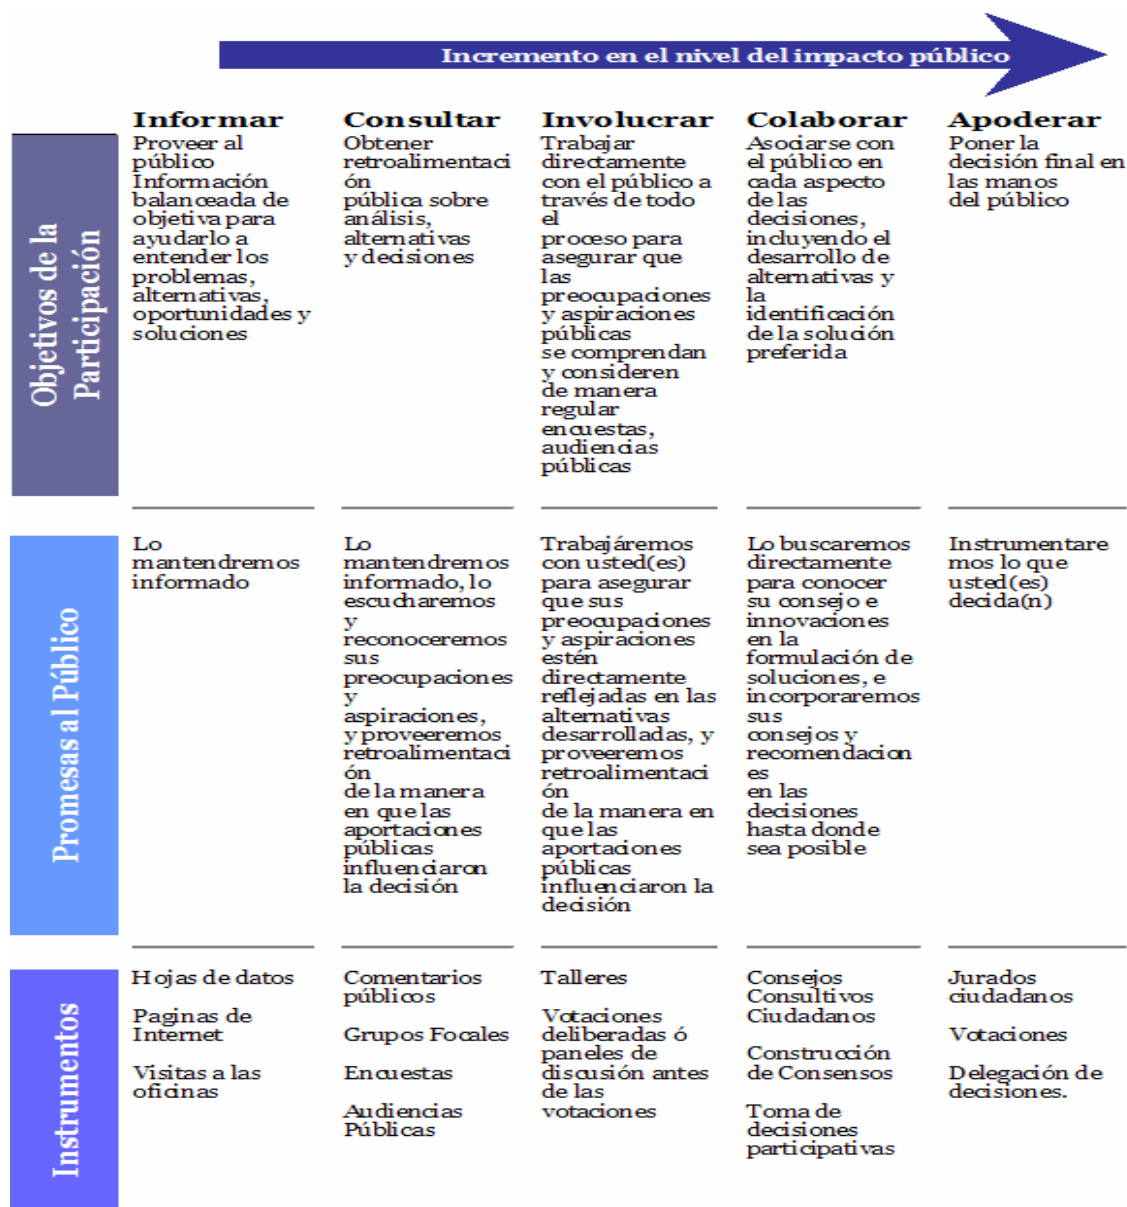 Incremento en el nivel del impacto público
Informar
Consultar
Involucrar
Colaborar
Apoderar
Objetivos de la
Participación
Proveer al
público
Información
balanceada de
objetiva para
ayudarlo a
entender los
problemas,
alternativas,
oportunidades y
soluciones
Obtener
retroalimentaci
ón
pública sobre
análisis,
alternativas
y decisiones
Trabajar
directamente
con el público a
través de todo
el
proceso para
asegurar que
las
preocupaciones
y aspiraciones
públicas
se comprendan
y consideren
de manera
regular
encuestas,
audiencias
públicas
Asociarse con
el público en
cada aspecto
de las
decisiones,
incluyendo el
desarrollo de
alternativas y
la
identificación
de la solución
preferida
Poner la
decisión final en
las manos
del público
Promesas al Público
Lo
mantendremos
informado
Lo
mantendremos
informado, lo
escucharemos
y
reconoceremos
sus
preocupaciones
y
aspiraciones,
y proveeremos
retroalimentaci
ón
de la manera
en que las
aportaciones
públicas
influenciaron
la decisión
Trabajáremos
con usted(es)
para asegurar
que sus
preocupaciones
y aspiraciones
estén
directamente
reflejadas en las
alternativas
desarrolladas, y
proveeremos
retroalimentaci
ón
de la manera en
que las
aportaciones
públicas
influenciaron la
decisión
Lo buscaremos
directamente
para conocer
su consejo e
innovaciones
en la
formulación de
soluciones, e
incorporaremos
sus
consejos y
recomendacion
es
en las
decisiones
hasta donde
sea posible
Instrumentare
mos lo que
usted(es)
decida(n)
Instrumentos
Hojas de datos
Paginas de
Internet
Visitas a las
oficinas
Comentarios
públicos
Grupos Focales
Encuestas
Audiencias
Públicas
Talleres
Votaciones
deliberadas ó
paneles de
discusión antes
de las
votaciones
Consejos
Consultivos
Ciudadanos
Construcción
de Consensos
Toma de
decisiones
participativas
Jurados
ciudadanos
Votaciones
Delegación de
decisiones.